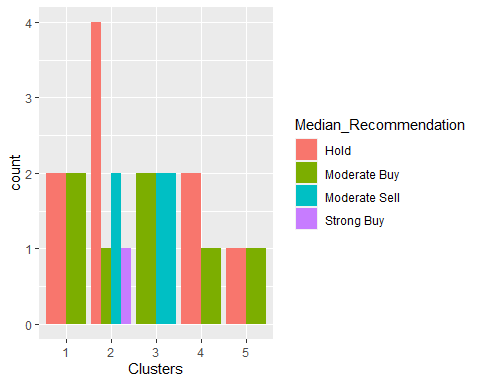 4
3
2
1
0
count
1 2 3 4 5
Clusters
Median_Recommendation
Hold
Moderate Buy
Moderate Sell
Strong Buy